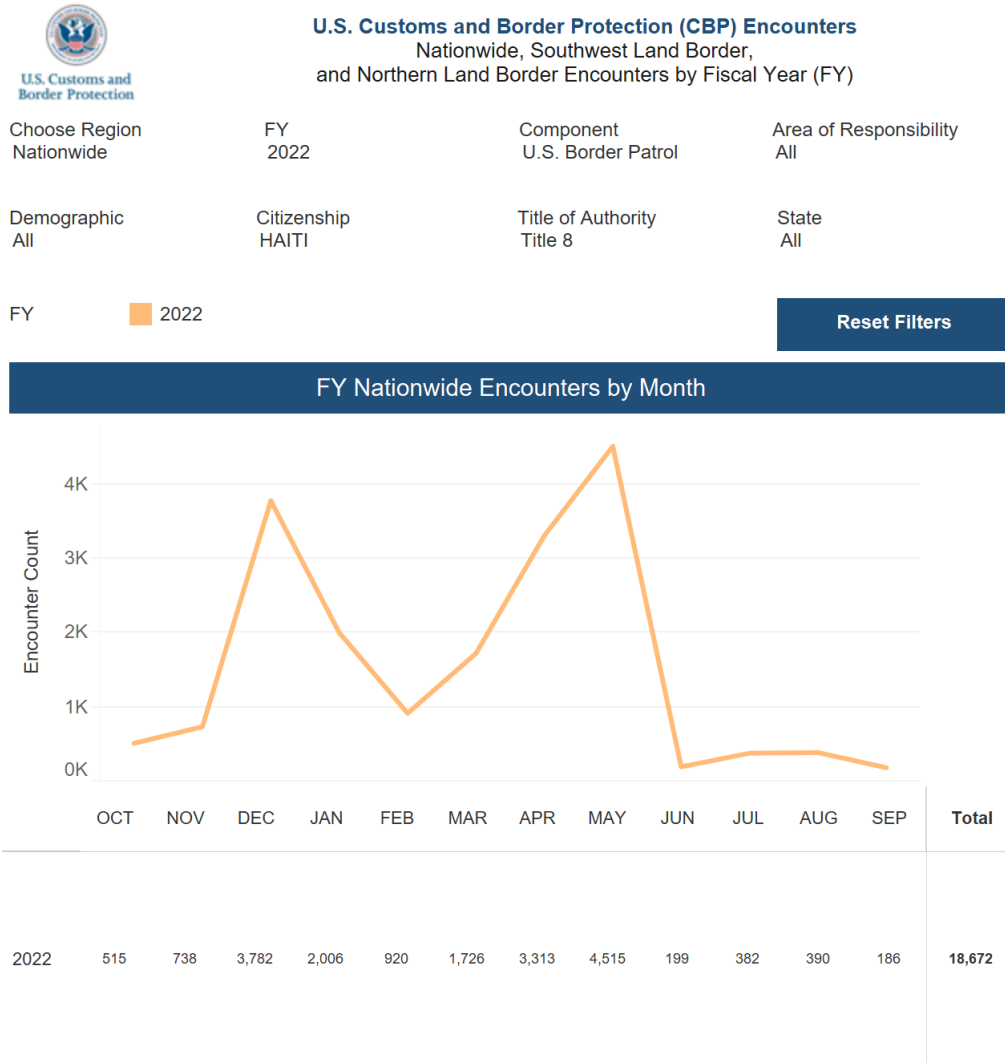 U.S. Customs and
Border Protection
U.S. Customs and Border Protection (CBP) Encounters
Nationwide, Southwest Land Border,
and Northern Land Border Encounters by Fiscal Year (FY)
Choose Region FY Component Area of Responsibility
Nationwide 2022 U.S. Border Patrol All
Demographic Citizenship Title of Authority State
All HAITI Title 8 All
FY 2022
Reset Filters
FY Nationwide Encounters by Month
Encounter Count
4K
3K
2K
1K
0K
OCT NOV DEC JAN FEB MAR APR MAY JUN JUL AUG SEP Total
2022 515 738 3,782 2,006 920 1,726 3,313 4,515 199 382 390 186 18,672